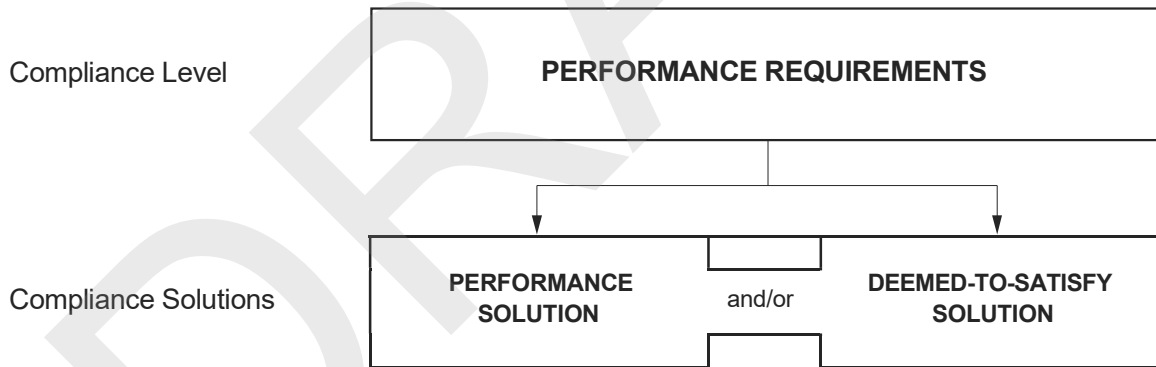 Compliance Level
PERFORMANCE REQUIREMENTS
Compliance Solutions
PERFORMANCE
SOLUTION
and/or
DEEMED-TO-SATISFY
SOLUTION